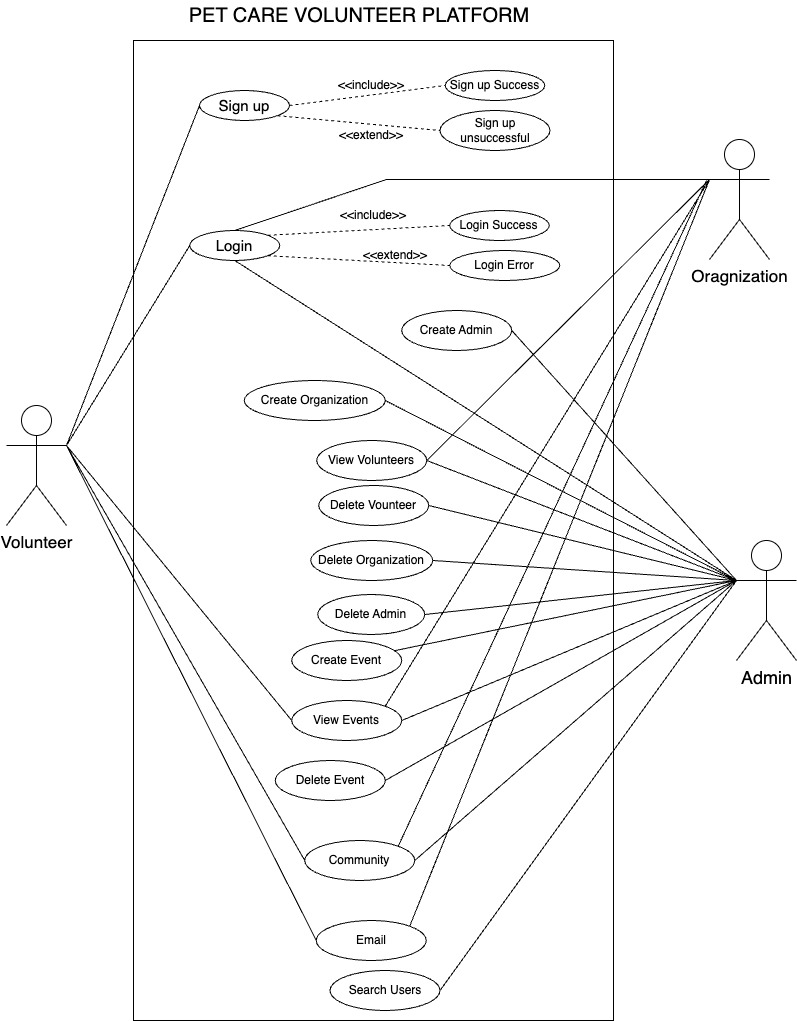 PET CARE VOLUNTEER PLATFORM
Sign up
<<include>>
Sign up Success
<<extend>>
Sign up
unsuccessful
Login
<<include>>
Login Success
<<extend>>
Login Error
Oragnization
Create Admin
Create Organization
View Volunteers
Delete Vounteer
Volunteer
Delete Organization
Delete Admin
Create Event
Admin
View Events
Delete Event
Community
Email
Search Users